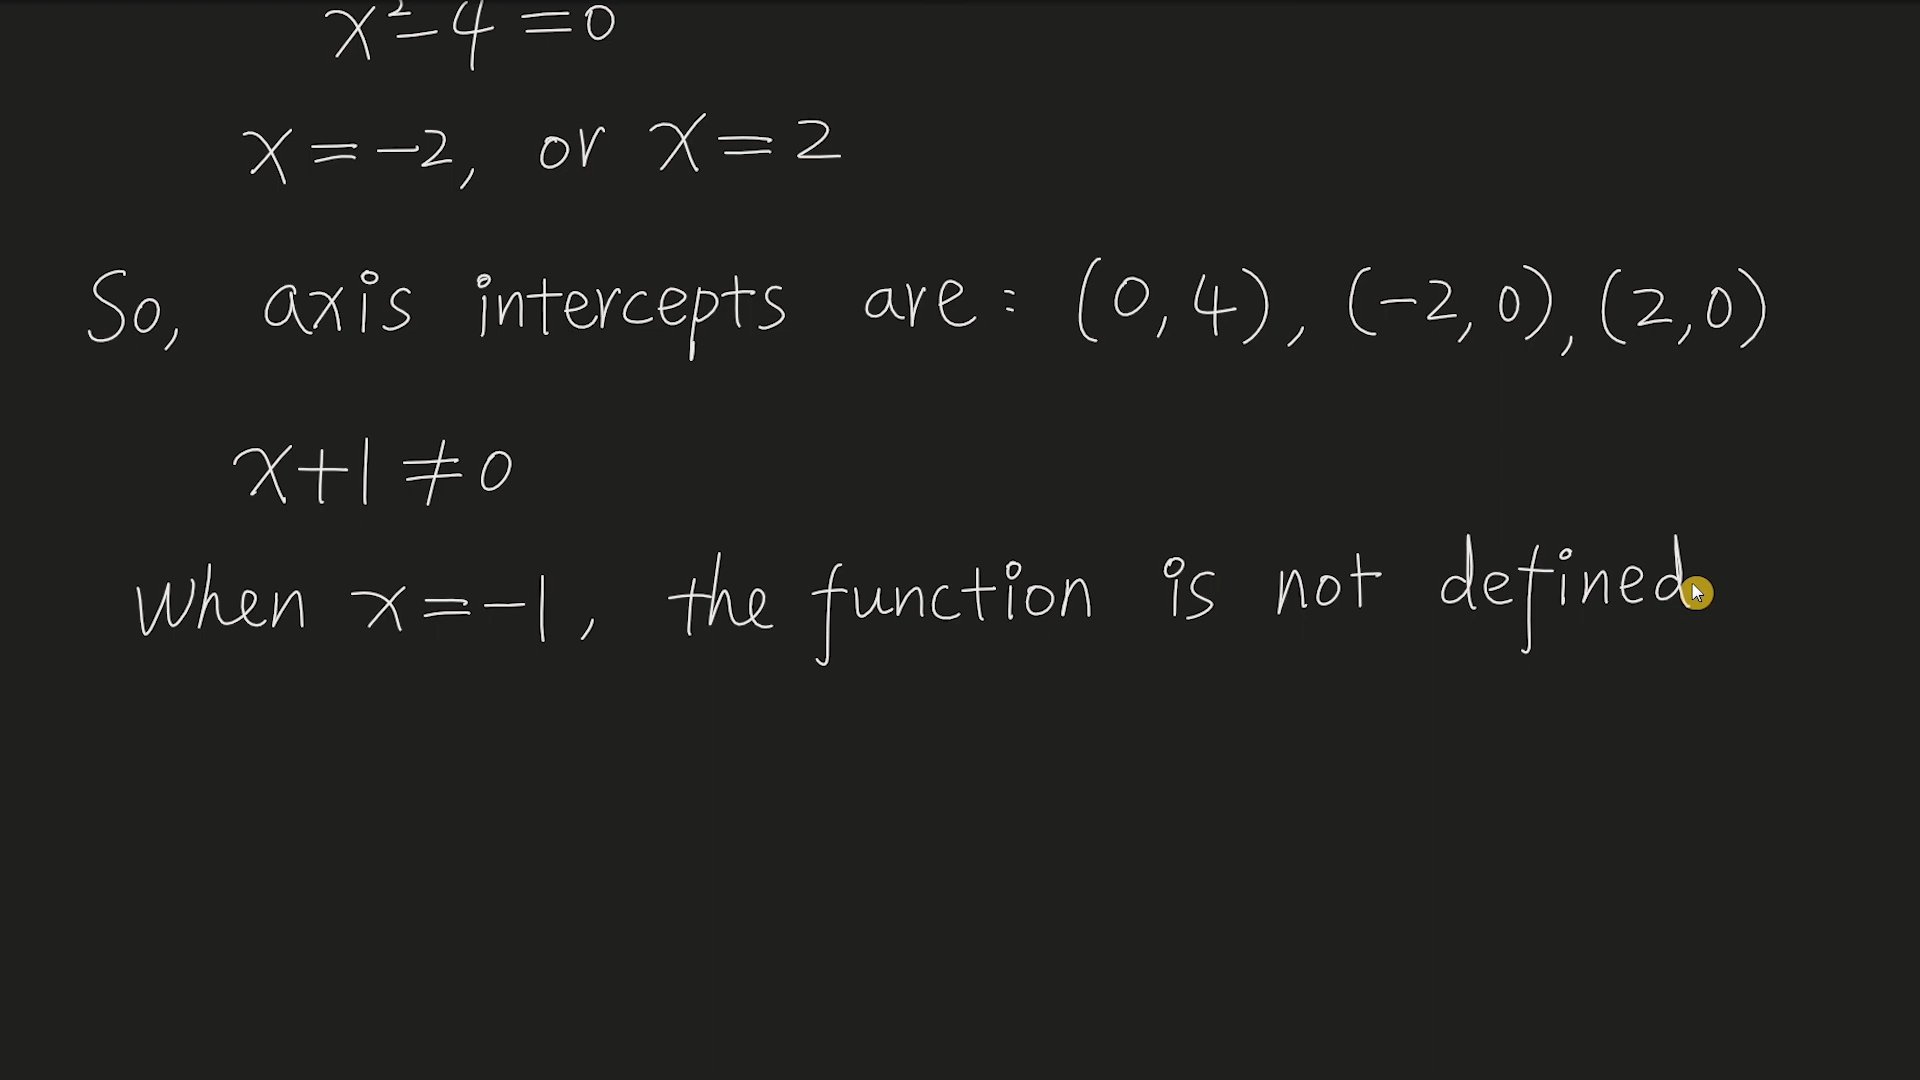 x²-4=0
x=-2, or x=2
So, axis intercepts are: (0,4), (-2,0), (2,0)
x+1≠0
When x=-1, the function is not defined